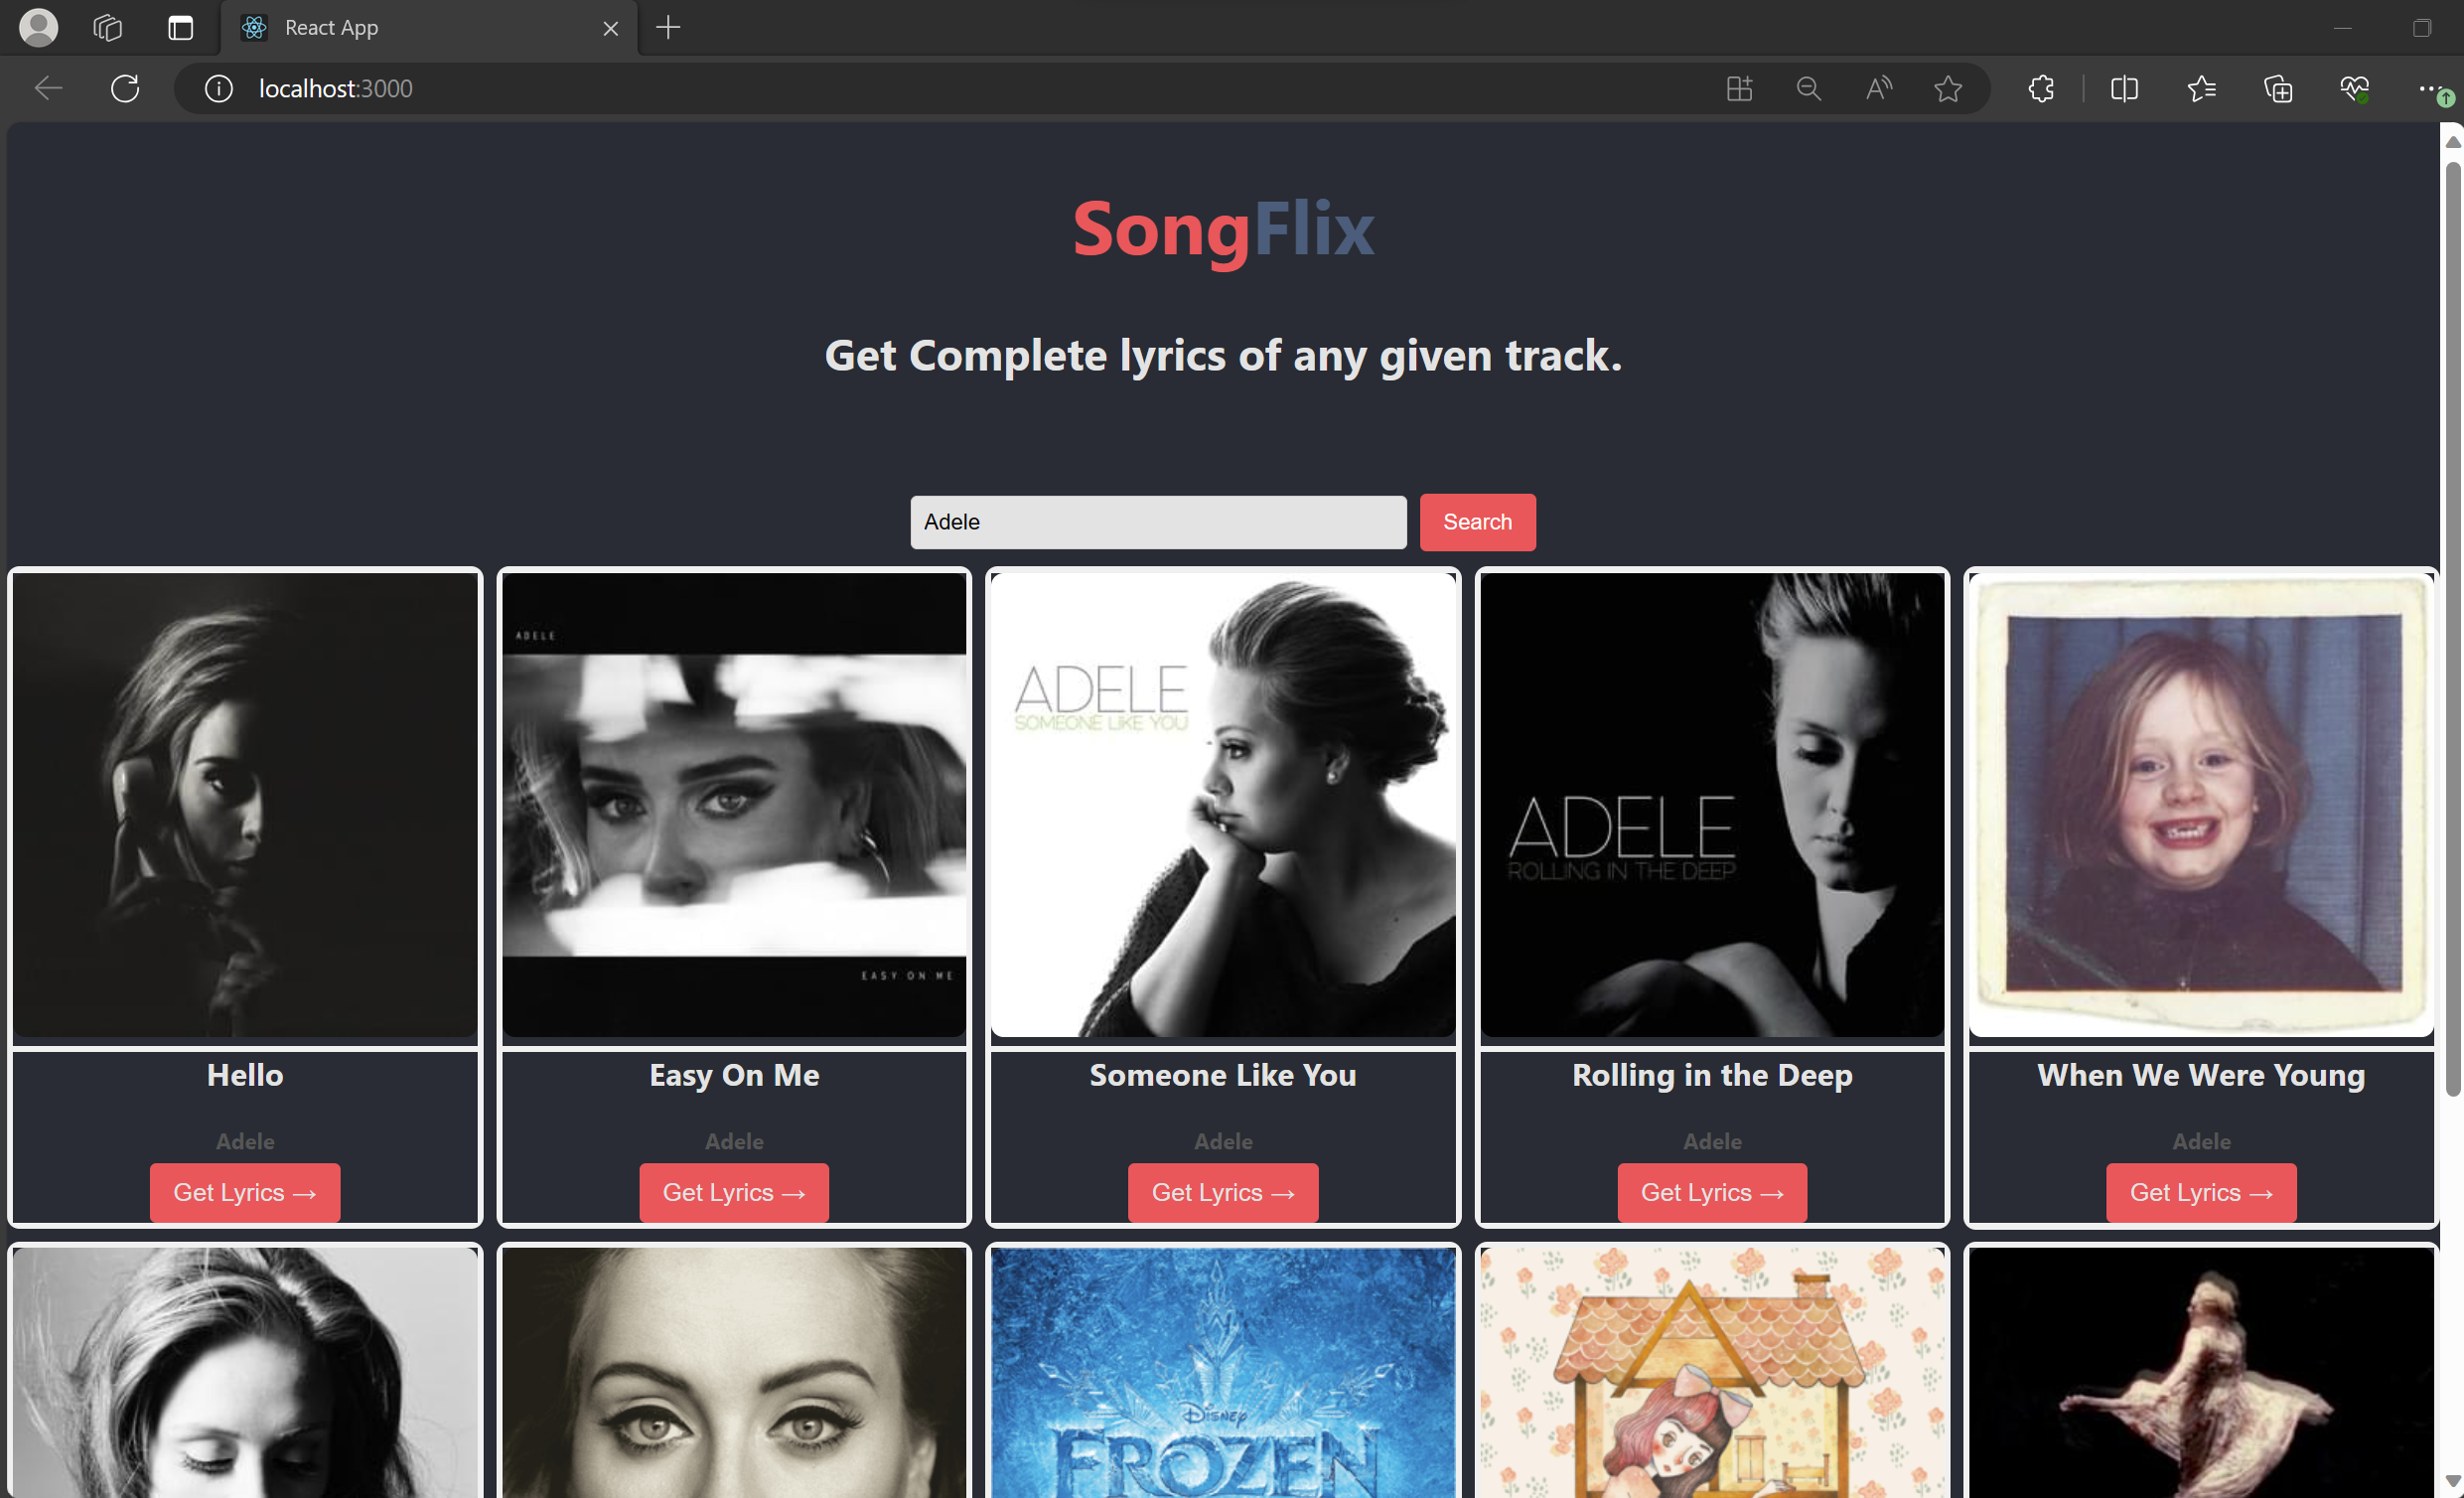 React App
localhost:3000
SongFlix
Get Complete lyrics of any given track.
Adele
Search
ADELE
EASY ON ME
ADELE
SOMEONE LIKE YOU
ADELE
ROLLING IN THE DEEP
Hello
Easy On Me
Someone Like You
Rolling in the Deep
When We Were Young
Adele
Adele
Adele
Adele
Adele
Get Lyrics →
Get Lyrics →
Get Lyrics →
Get Lyrics →
Get Lyrics →
Disney
FROZEN